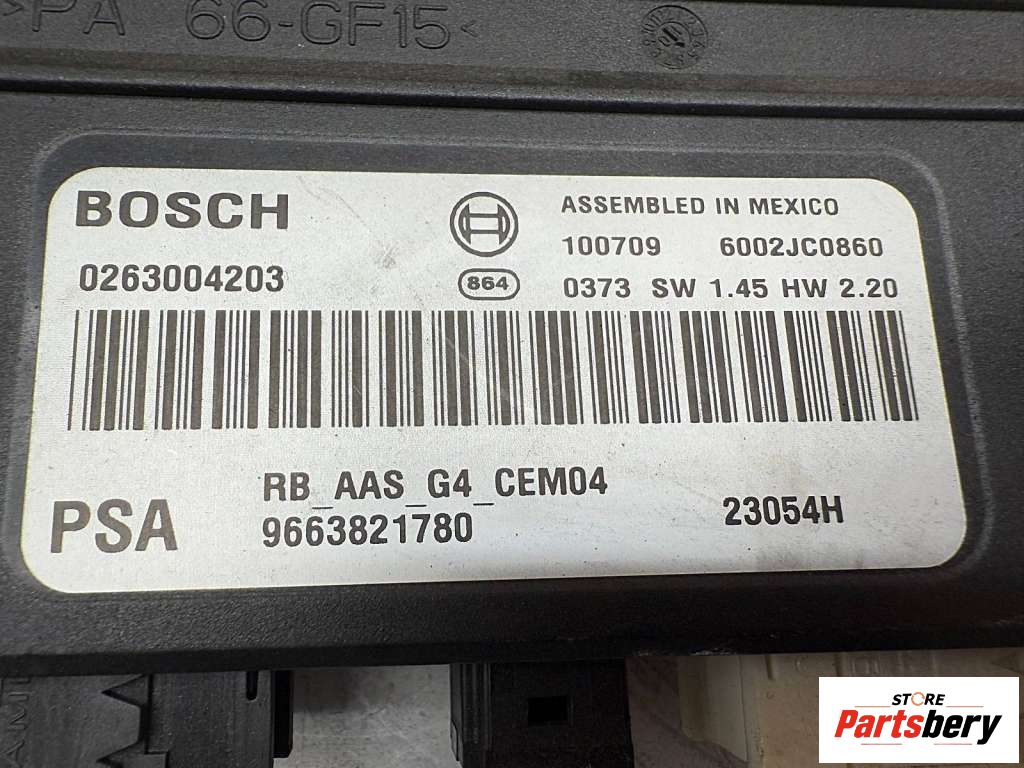 >PA 66-GF15<
BOSCH
ASSEMBLED IN MEXICO
100709 6002JC0860
0263004203
864
0373 SW 1.45 HW 2.20
RB_AAS_G4_CEM04
PSA
9663821780
23054H
STORE
Partsbery